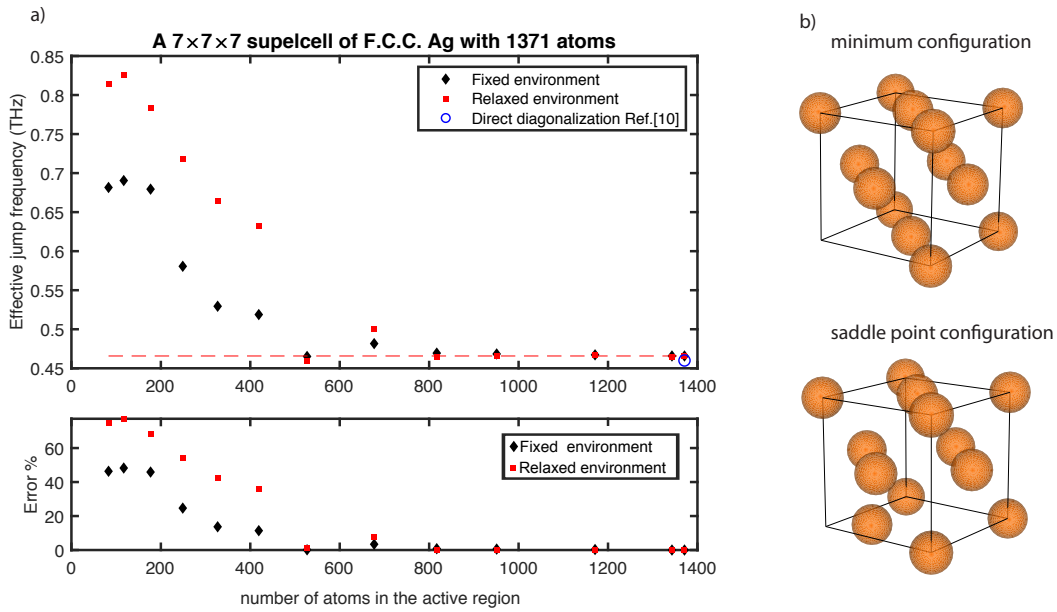 a)
A 7×7×7 supelcell of F.C.C. Ag with 1371 atoms
Effective jump frequency (THz)
0.85
0.8
0.75
0.7
0.65
0.6
0.55
0.5
0.45
Fixed environment
Relaxed environment
Direct diagonalization Ref.[10]
0
200
400
600
800
1000
1200
1400
Error %
60
40
20
0
Fixed environment
Relaxed environment
0
200
400
600
800
1000
1200
1400
number of atoms in the active region
b)
minimum configuration
saddle point configuration